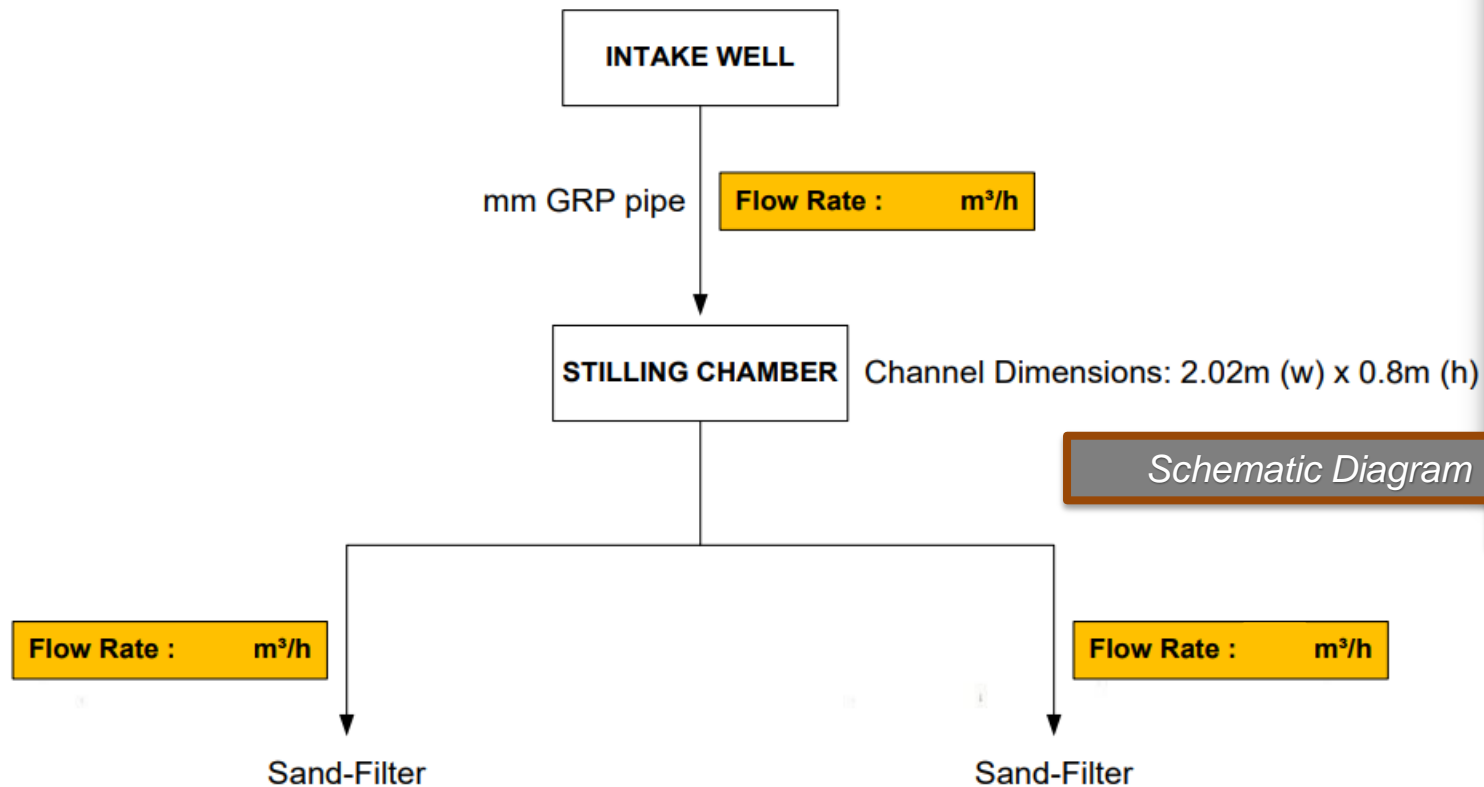 INTAKE WELL
mm GRP pipe
Flow Rate : m³/h
STILLING CHAMBER
Channel Dimensions: 2.02m (w) x 0.8m (h)
Schematic Diagram
Flow Rate : m³/h
Flow Rate : m³/h
Sand-Filter
Sand-Filter